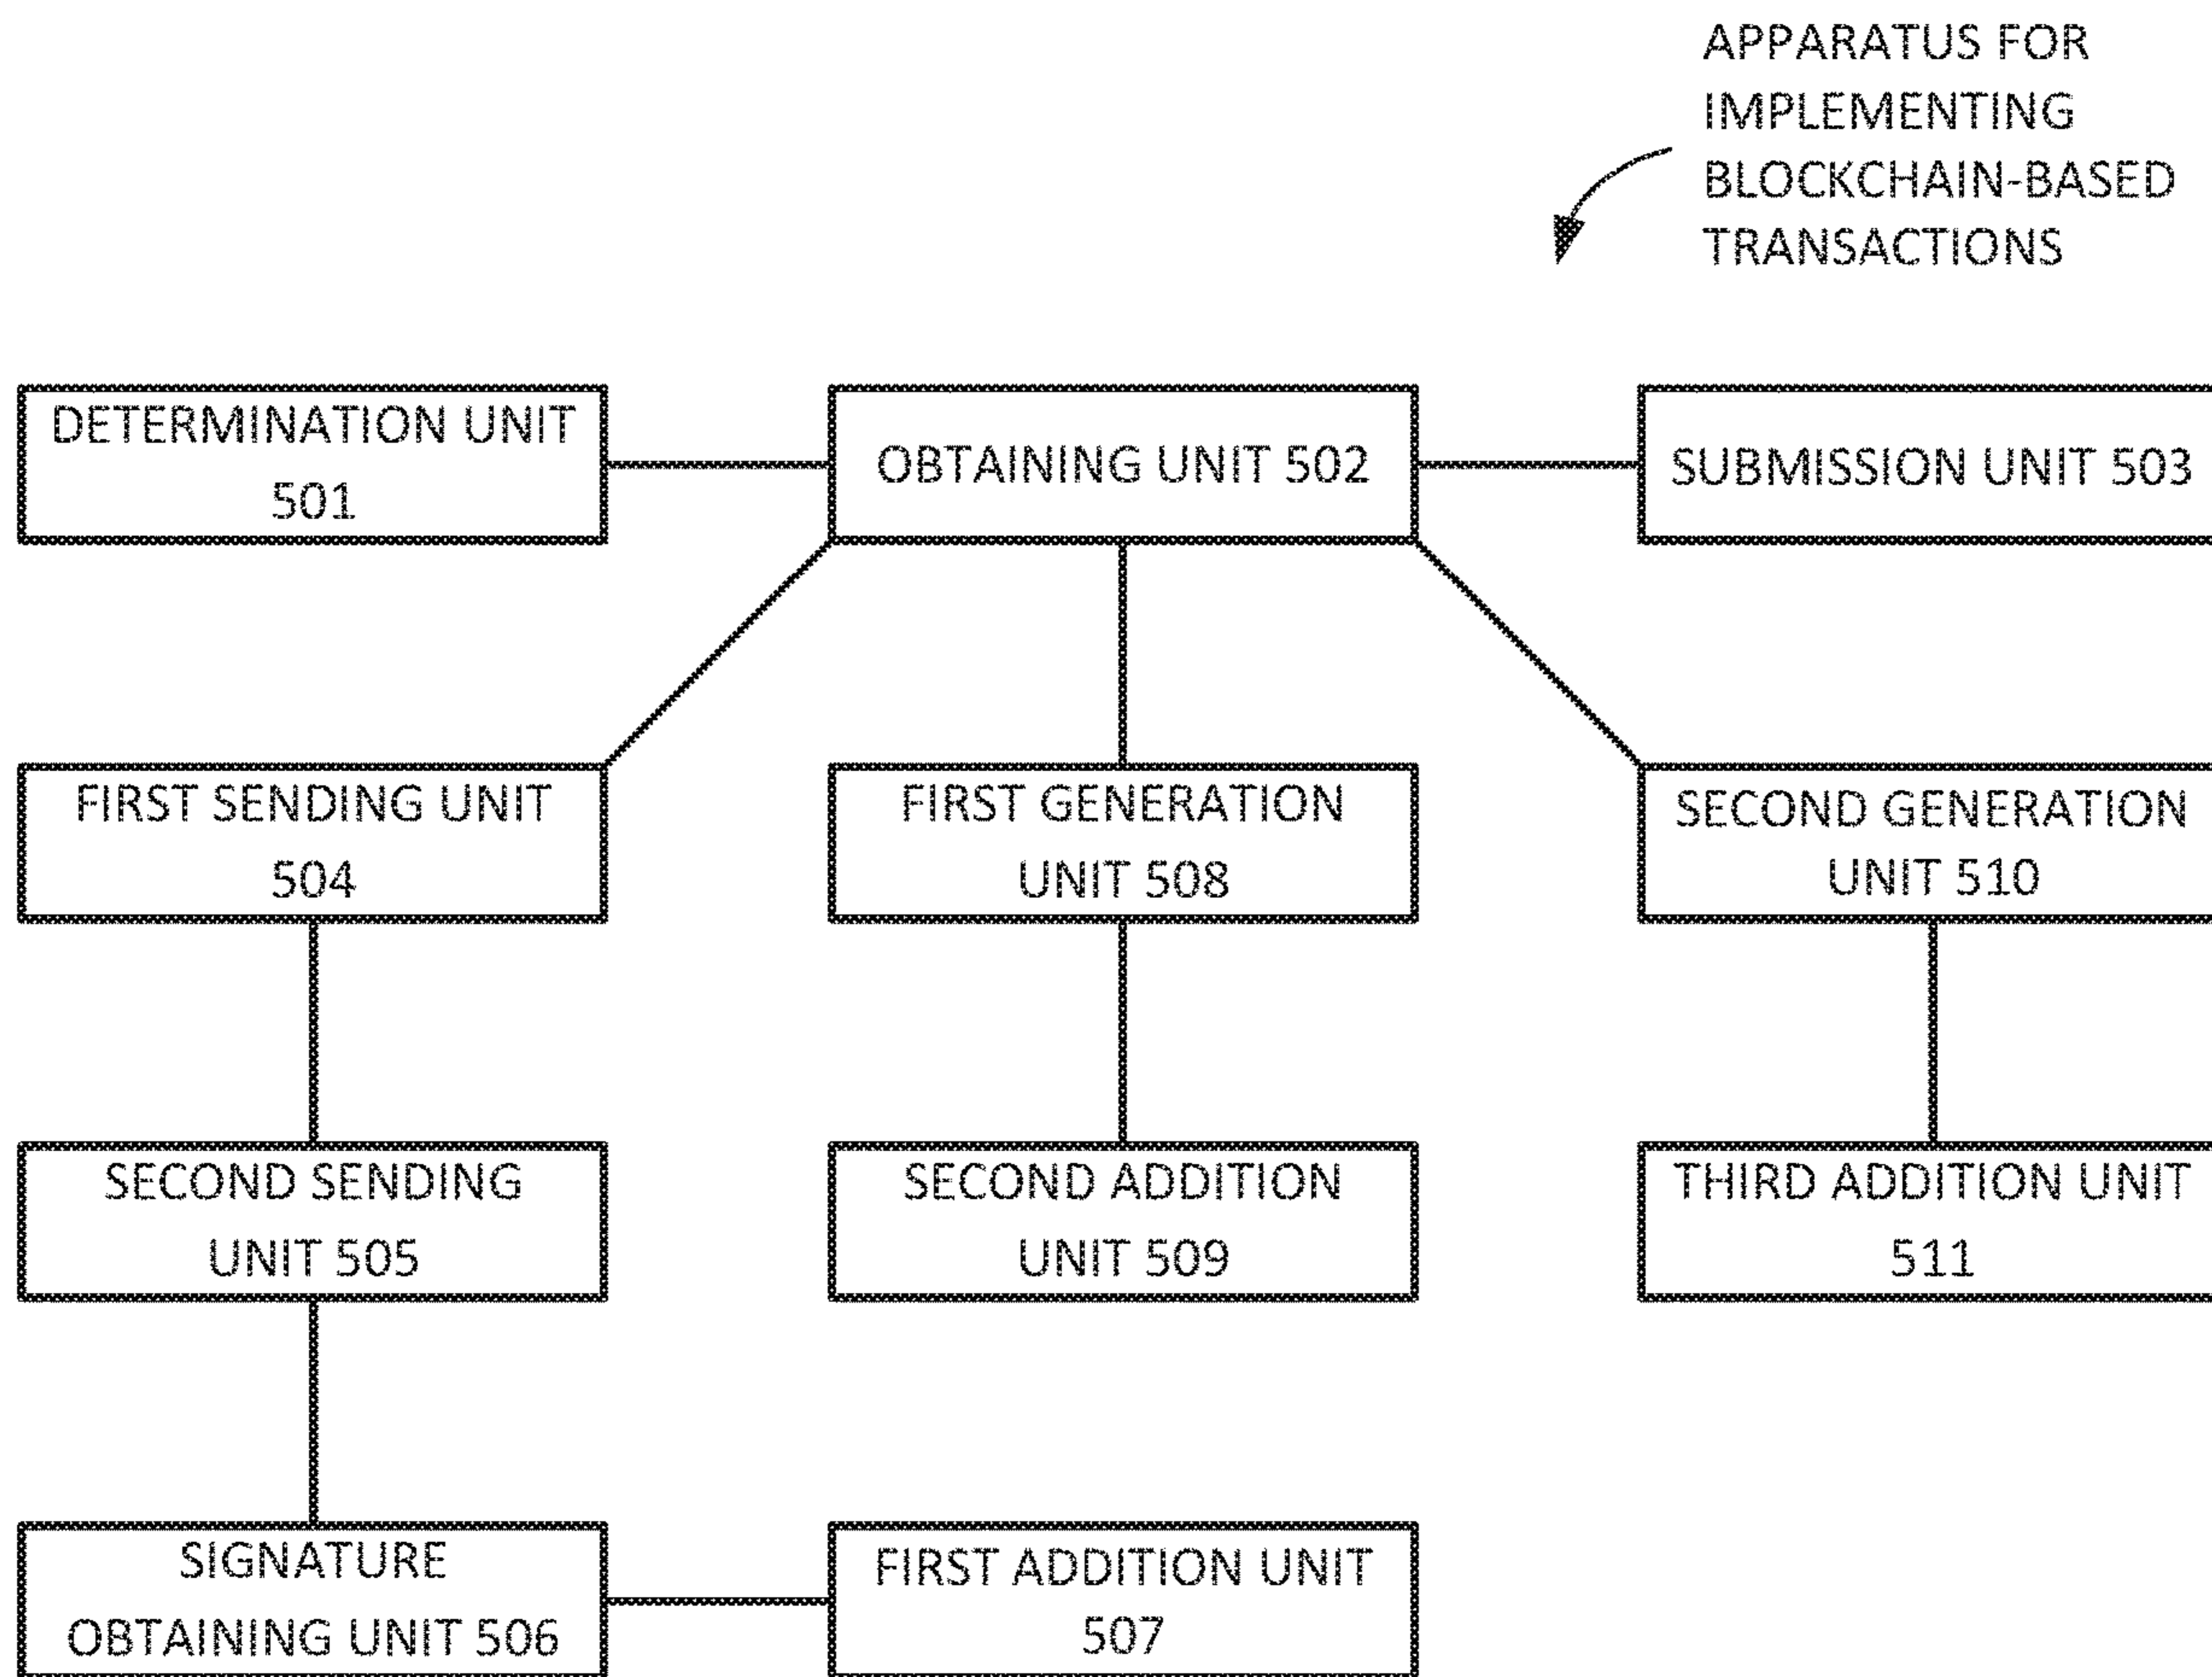 APPARATUS FOR
IMPLEMENTING
BLOCKCHAIN-BASED
TRANSACTIONS
DETERMINATION UNIT
501
OBTAINING UNIT 502
SUBMISSION UNIT 503
FIRST SENDING UNIT
504
FIRST GENERATION
UNIT 508
SECOND GENERATION
UNIT 510
SECOND SENDING
UNIT 505
SECOND ADDITION
UNIT 509
THIRD ADDITION UNIT
511
SIGNATURE
OBTAINING UNIT 506
FIRST ADDITION UNIT
507